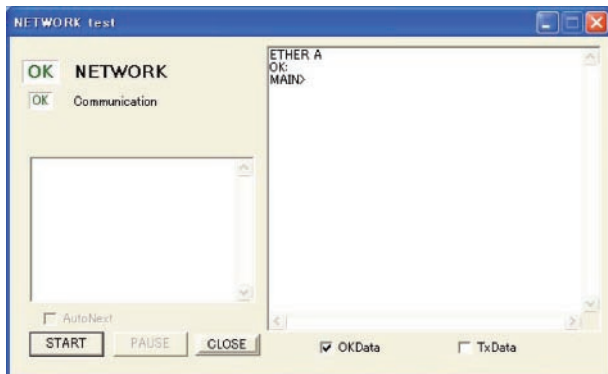 NETWORK test
OK NETWORK
OK Communication
ETHER A
OK:
MAIN>
AutoNext
START PAUSE CLOSE
OKData TxData